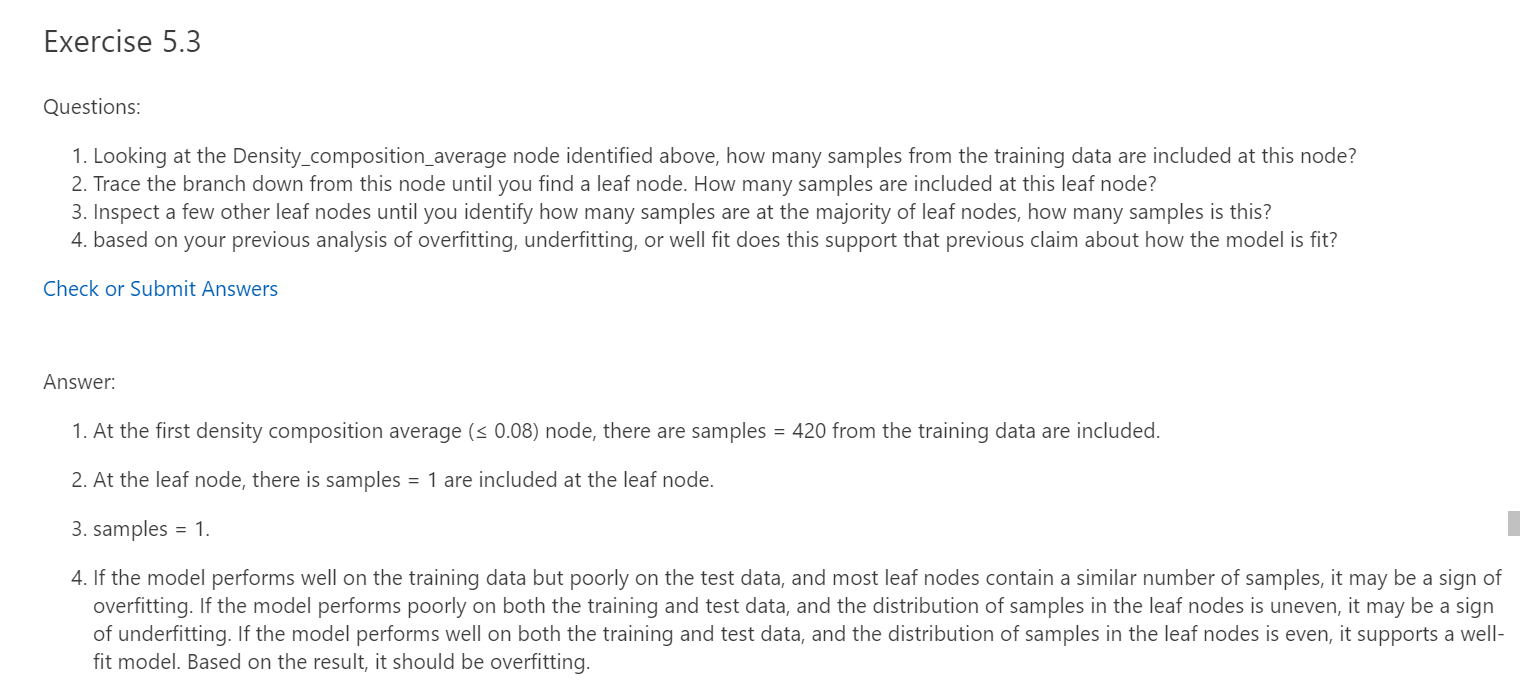 Exercise 5.3
Questions:
1. Looking at the Density_composition_average node identified above, how many samples from the training data are included at this node?
2. Trace the branch down from this node until you find a leaf node. How many samples are included at this leaf node?
3. Inspect a few other leaf nodes until you identify how many samples are at the majority of leaf nodes, how many samples is this?
4. based on your previous analysis of overfitting, underfitting, or well fit does this support that previous claim about how the model is fit?
Check or Submit Answers
Answer:
1. At the first density composition average (≤ 0.08) node, there are samples = 420 from the training data are included.
2. At the leaf node, there is samples = 1 are included at the leaf node.
3. samples = 1.
4. If the model performs well on the training data but poorly on the test data, and most leaf nodes contain a similar number of samples, it may be a sign of
overfitting. If the model performs poorly on both the training and test data, and the distribution of samples in the leaf nodes is uneven, it may be a sign
of underfitting. If the model performs well on both the training and test data, and the distribution of samples in the leaf nodes is even, it supports a well-
fit model. Based on the result, it should be overfitting.